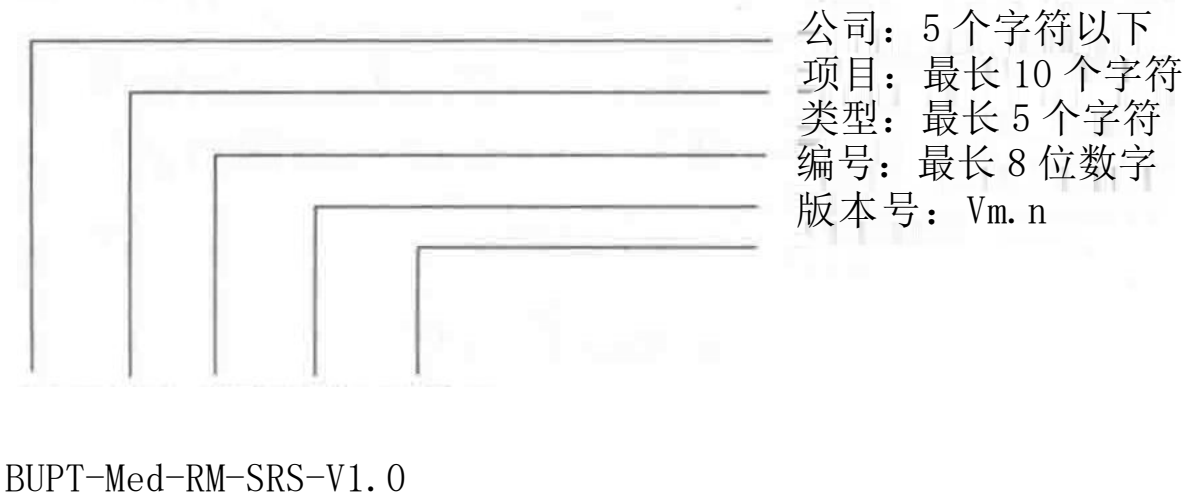 公司：5个字符以下
项目：最长10个字符
类型：最长5个字符
编号：最长8位数字
版本号：Vm.n
BUPT-Med-RM-SRS-V1.0